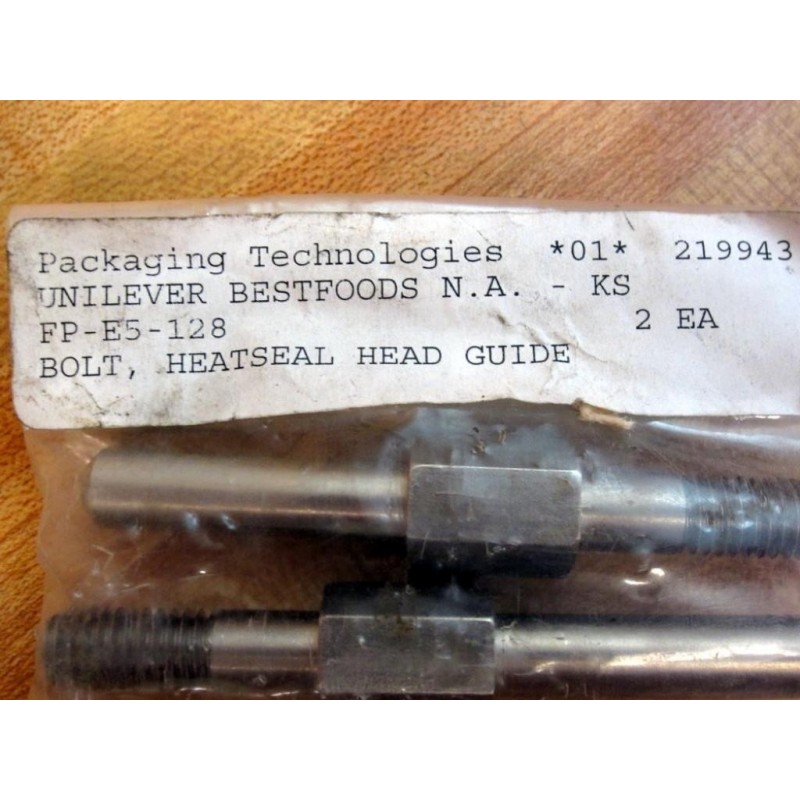 Packaging Technologies *01* 219943
UNILEVER BESTFOODS N.A. - KS
FP-E5-128 2 EA
BOLT, HEATSEAL HEAD GUIDE